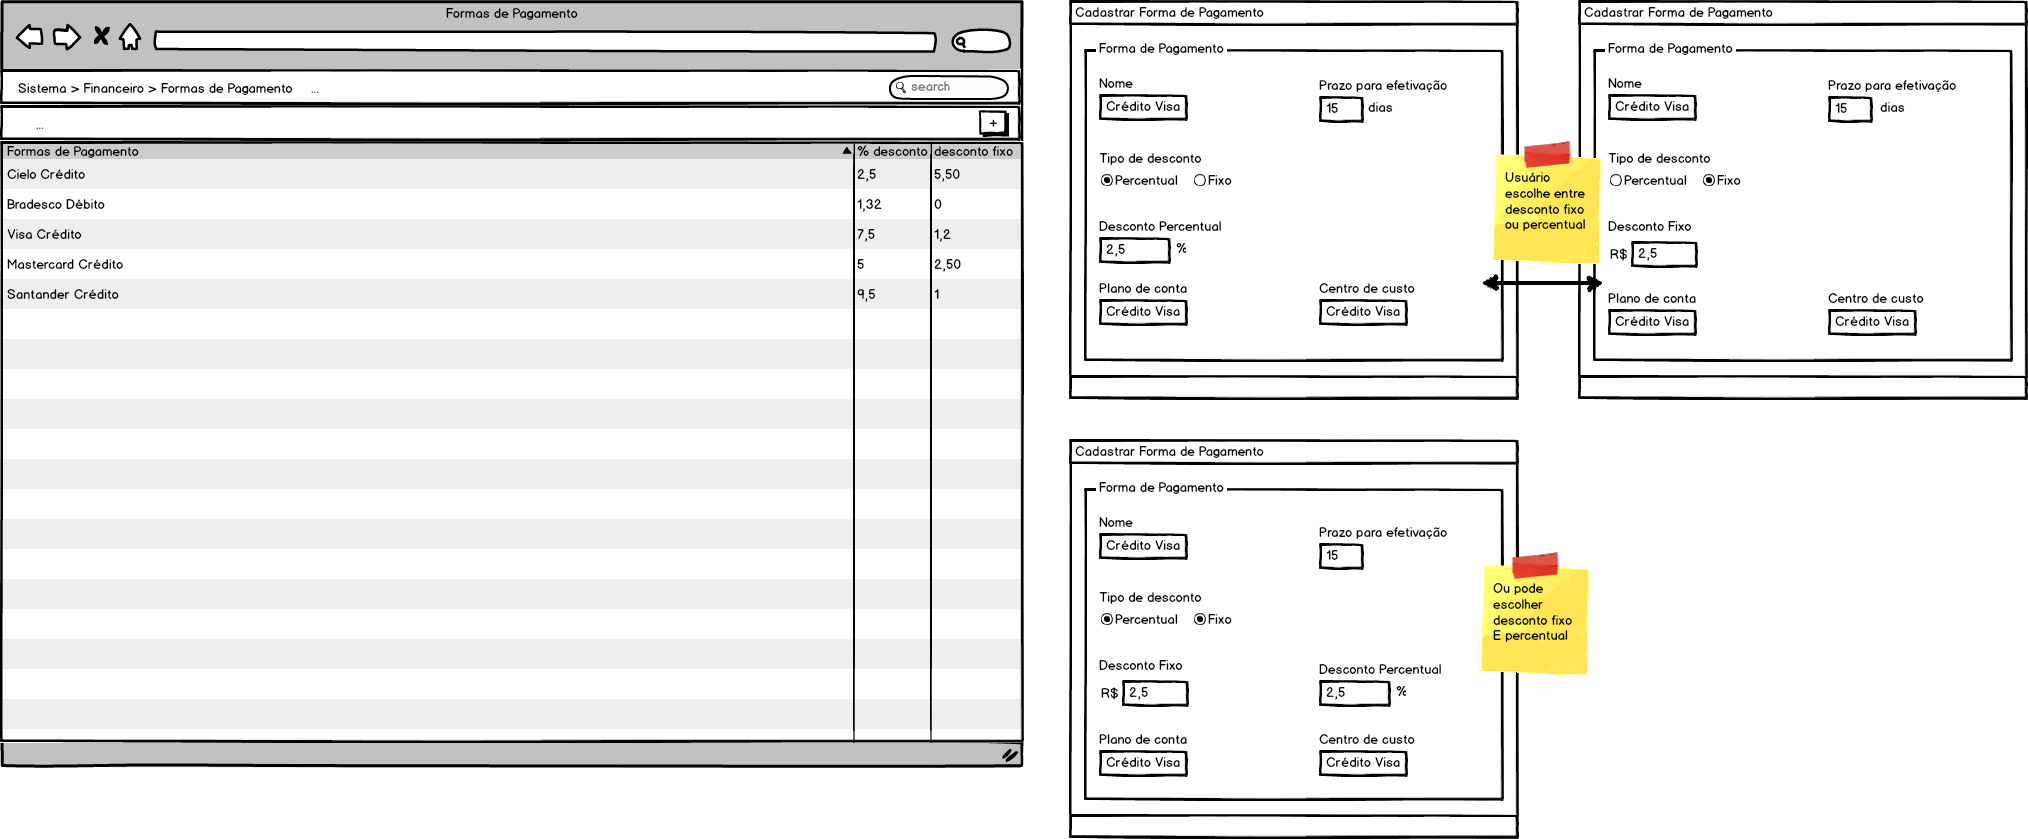 Formas de Pagamento
Sistema > Financeiro > Formas de Pagamento ...
search
...
+
Formas de Pagamento % desconto desconto fixo
Cielo Crédito 2,5 5,50
Bradesco Débito 1,32 0
Visa Crédito 7,5 1,2
Mastercard Crédito 5 2,50
Santander Crédito 9,5 1
Cadastrar Forma de Pagamento
Forma de Pagamento
Nome Prazo para efetivação
Crédito Visa 15 dias
Tipo de desconto
Percentual Fixo
Desconto Percentual
2,5 %
Plano de conta Centro de custo
Crédito Visa Crédito Visa
Usuário
escolhe entre
desconto fixo
ou percentual
Cadastrar Forma de Pagamento
Forma de Pagamento
Nome Prazo para efetivação
Crédito Visa 15 dias
Tipo de desconto
Percentual Fixo
Desconto Fixo
R$ 2,5
Plano de conta Centro de custo
Crédito Visa Crédito Visa
Cadastrar Forma de Pagamento
Forma de Pagamento
Nome Prazo para efetivação
Crédito Visa 15
Tipo de desconto
Percentual Fixo
Desconto Fixo Desconto Percentual
R$ 2,5 2,5 %
Plano de conta Centro de custo
Crédito Visa Crédito Visa
Ou pode
escolher
desconto fixo
E percentual